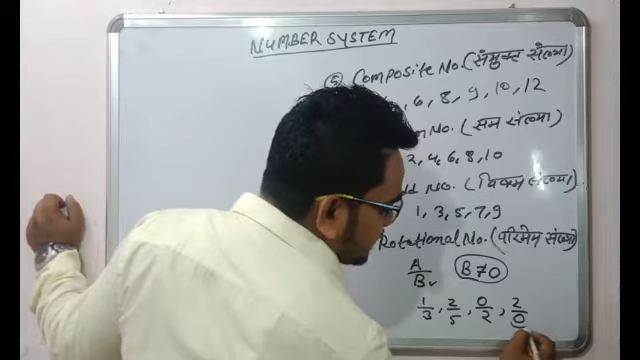 NUMBER SYSTEM
⑤ Composite No. (संयुक्त संख्या)
, 6, 8, 9, 10, 12
No. (सम संख्या)
2, 4, 6, 8, 10
No. (विषम संख्या)
1, 3, 5, 7, 9
Rotational No. (परिमेय संख्या)
A/B B≠0
1/3, 2/5, 0/2, 2/0